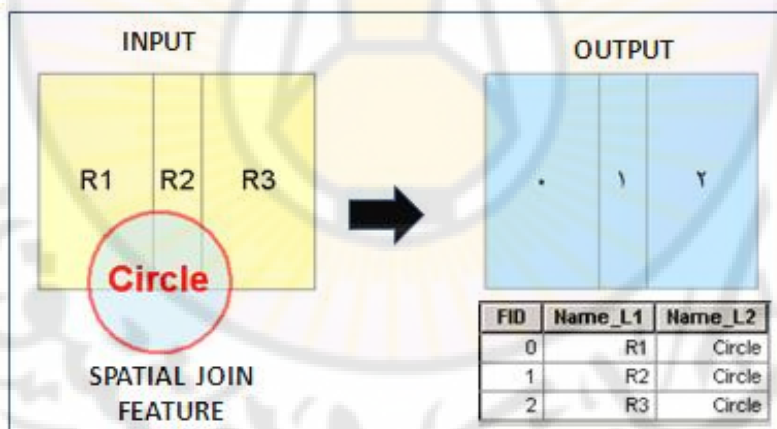 INPUT
OUTPUT
R1 R2 R3
٠ ١ ٢
Circle
SPATIAL JOIN
FEATURE
FID Name_L1 Name_L2
0 R1 Circle
1 R2 Circle
2 R3 Circle